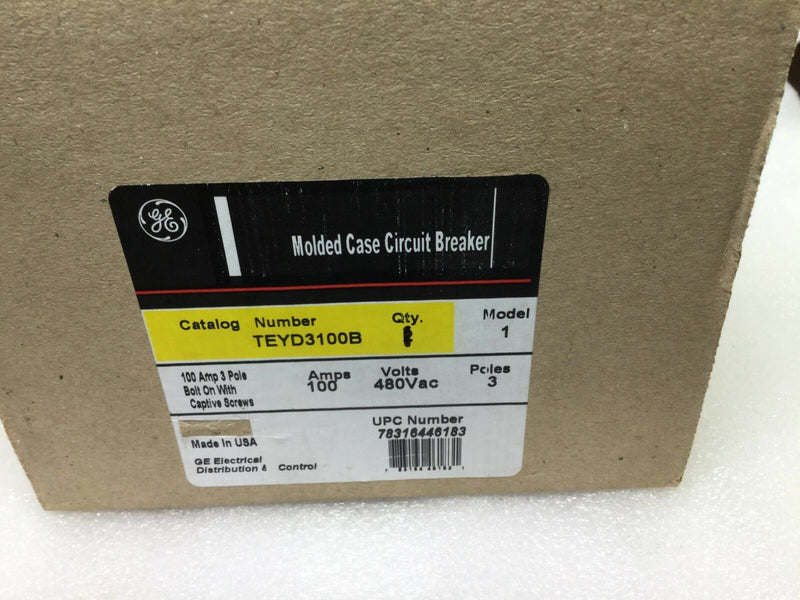 GE
Molded Case Circuit Breaker
Catalog Number Qty. Model
TEYD3100B 1
100 Amp 3 Pole Amps Volts Poles
Bolt On With 100 480Vac 3
Captive Screws
UPC Number
78316446183
Made In USA
GE Electrical
Distribution & Control